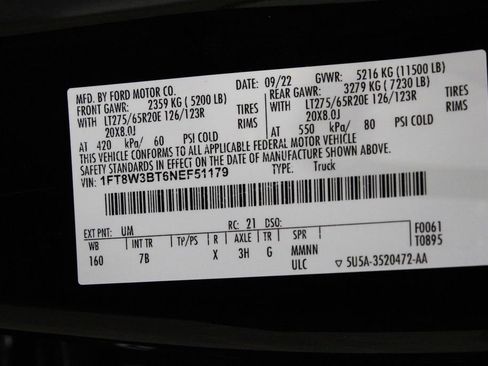 MFD. BY FORD MOTOR CO. 09/22 GVWR: 5216 KG (11500 LB)
FRONT GAWR: 2359 KG (5200 LB) REAR GAWR: 3279 KG (7230 LB)
WITH LT275/65R20E 126/123R TIRES WITH LT275/65R20E 126/123R TIRES
20X8.0J RIMS 20X8.0J RIMS
AT 420 kPa/ 60 PSI COLD AT 550 kPa/ 80 PSI COLD
THIS VEHICLE CONFORMS TO ALL APPLICABLE FEDERAL MOTOR VEHICLE
SAFETY STANDARDS IN EFFECT ON THE DATE OF MANUFACTURE SHOWN ABOVE.
VIN: 1FT8W3BT6NEF51179 TYPE: Truck
EXT PNT: UM RC: 21 DSO: F0061
WB INT TR TP/PS R AXLE TR SPR T0895
160 7B X 3H G MMNN
ULC ▽ 5U5A-3520472-AA